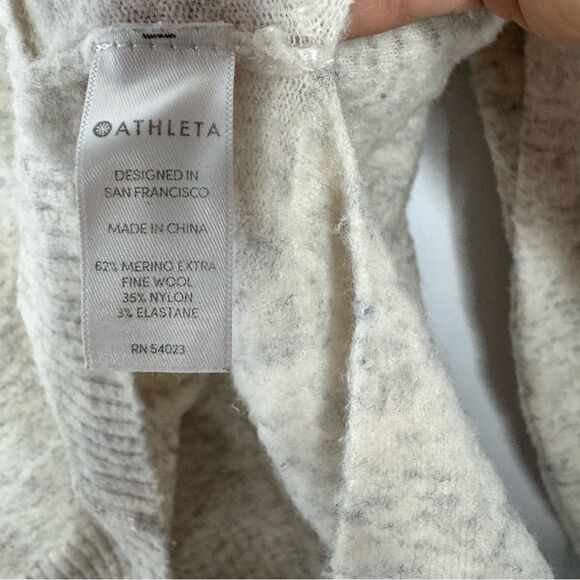 ATHLETA
DESIGNED IN
SAN FRANCISCO
MADE IN CHINA
62% MERINO EXTRA
FINE WOOL
35% NYLON
3% ELASTANE
RN 54023